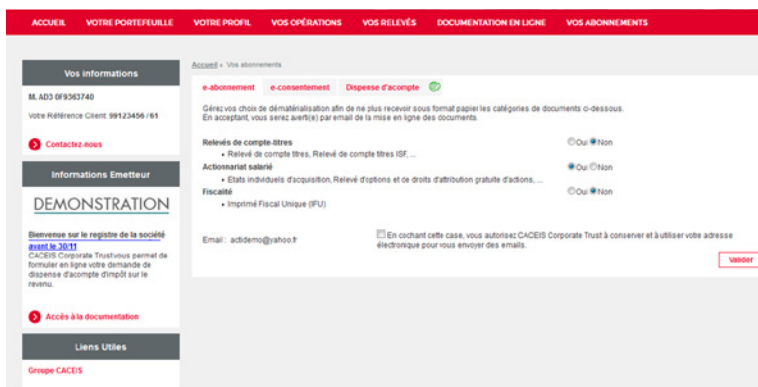 ACCUEIL VOTRE PORTEFEUILLE VOTRE PROFIL VOS OPÉRATIONS VOS RELEVÉS DOCUMENTATION EN LIGNE VOS ABONNEMENTS
Vos informations
M. AD3 0F9363740
Votre Référence Client: 99123456 / 61
Contactez-nous
Informations Emetteur
DEMONSTRATION
Bienvenue sur le registre de la société
avant le 30/11
CACEIS Corporate Trustvous permet de
formuler en ligne votre demande de
dispense d'acompte d'impôt sur le
revenu.
Accès à la documentation
Liens Utiles
Groupe CACEIS
Accueil » Vos abonnements
e-abonnement e-consentement Dispense d'acompte
Gérez vos choix de dématérialisation afin de ne plus recevoir sous format papier les catégories de documents ci-dessous.
En acceptant, vous serez averti(e) par email de la mise en ligne des documents.
Relevés de compte-titres Oui Non
• Relevé de compte titres, Relevé de compte titres ISF, ...
Actionnariat salarié Oui Non
• Etats individuels d'acquisition, Relevé d'options et de droits d'attribution gratuite d'actions, ...
Fiscalité Oui Non
• Imprimé Fiscal Unique (IFU)
Email : actidemo@yahoo.fr
En cochant cette case, vous autorisez CACEIS Corporate Trust à conserver et à utiliser votre adresse
électronique pour vous envoyer des emails.
Valider